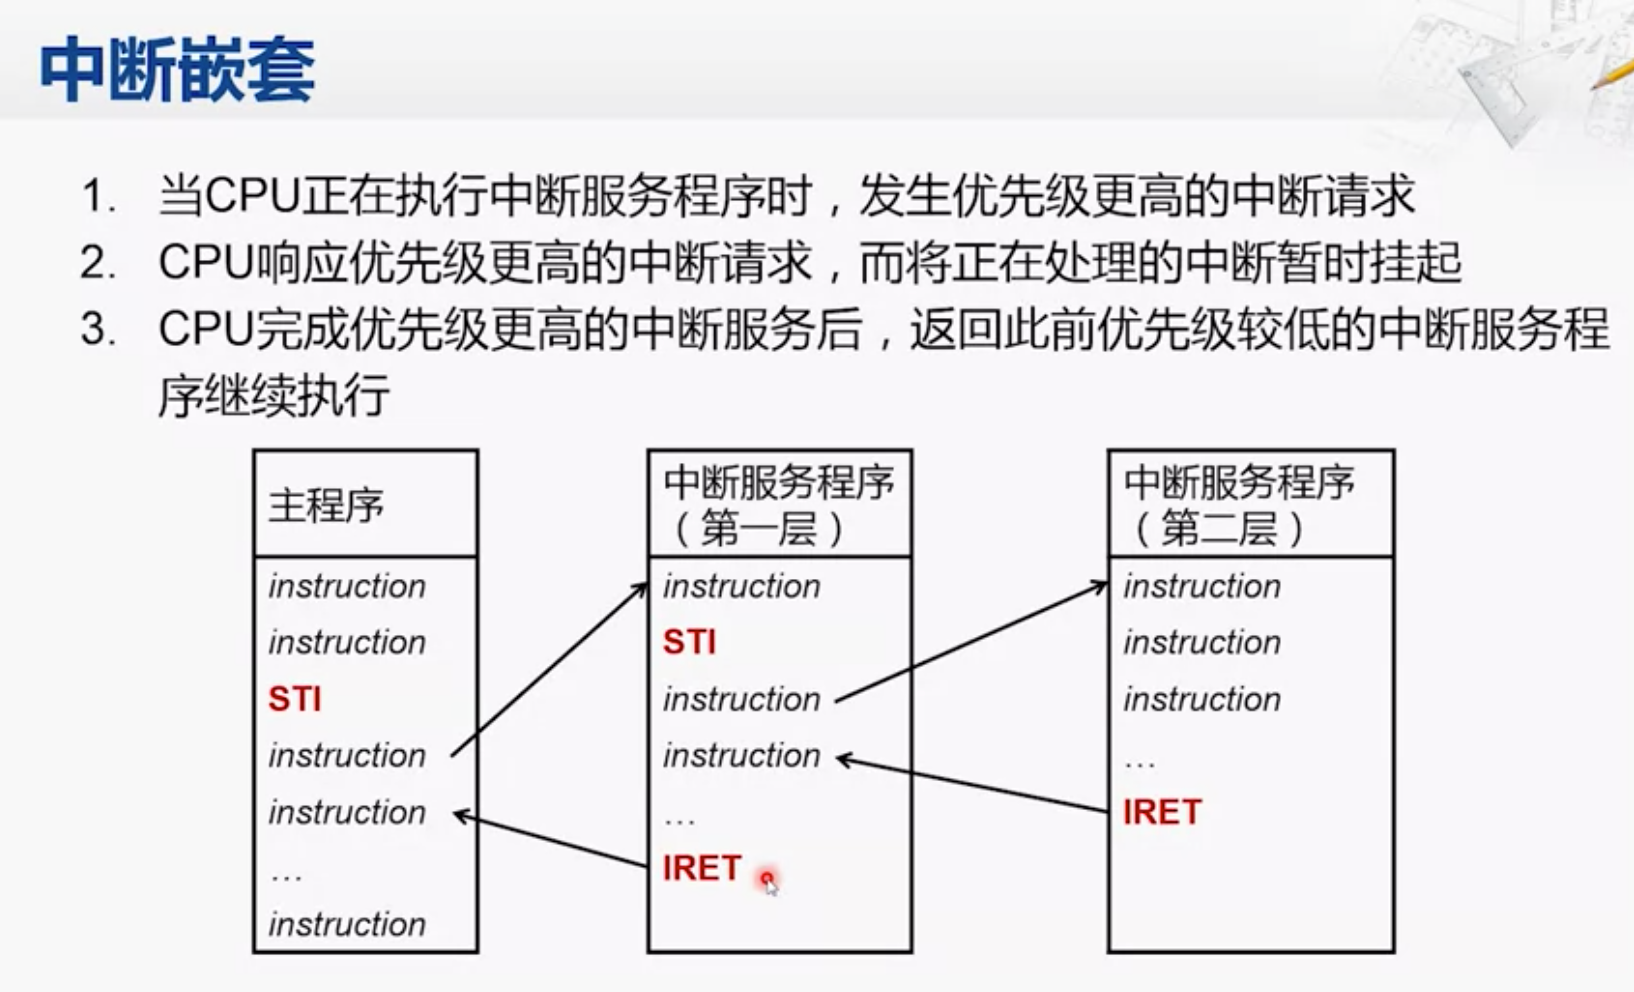 中断嵌套
1. 当CPU正在执行中断服务程序时，发生优先级更高的中断请求
2. CPU响应优先级更高的中断请求，而将正在处理的中断暂时挂起
3. CPU完成优先级更高的中断服务后，返回此前优先级较低的中断服务程
序继续执行
主程序
instruction
instruction
STI
instruction
instruction
…
instruction
中断服务程序
（第一层）
instruction
STI
instruction
instruction
…
IRET
中断服务程序
（第二层）
instruction
instruction
instruction
…
IRET